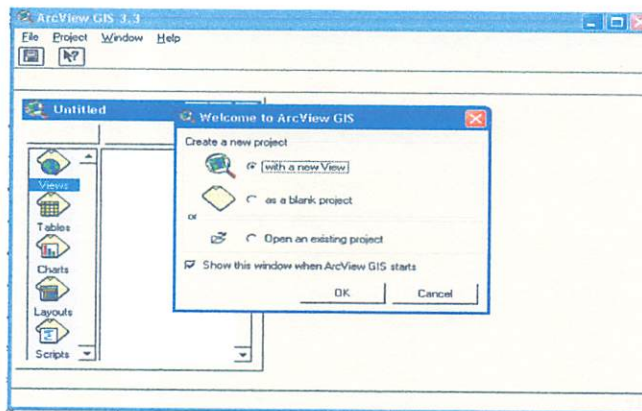 ArcView GIS 3.3
File Project Window Help
Untitled
Views
Tables
Charts
Layouts
Scripts
Welcome to ArcView GIS
Create a new project
with a new View
as a blank project
or
Open an existing project
Show this window when ArcView GIS starts
OK Cancel